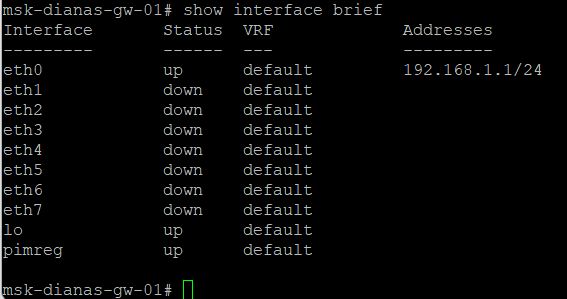 msk-dianas-gw-01# show interface brief
Interface       Status  VRF             Addresses
---------       ------  ---             ---------
eth0            up      default         192.168.1.1/24
eth1            down    default
eth2            down    default
eth3            down    default
eth4            down    default
eth5            down    default
eth6            down    default
eth7            down    default
lo              up      default
pimreg          up      default
msk-dianas-gw-01#